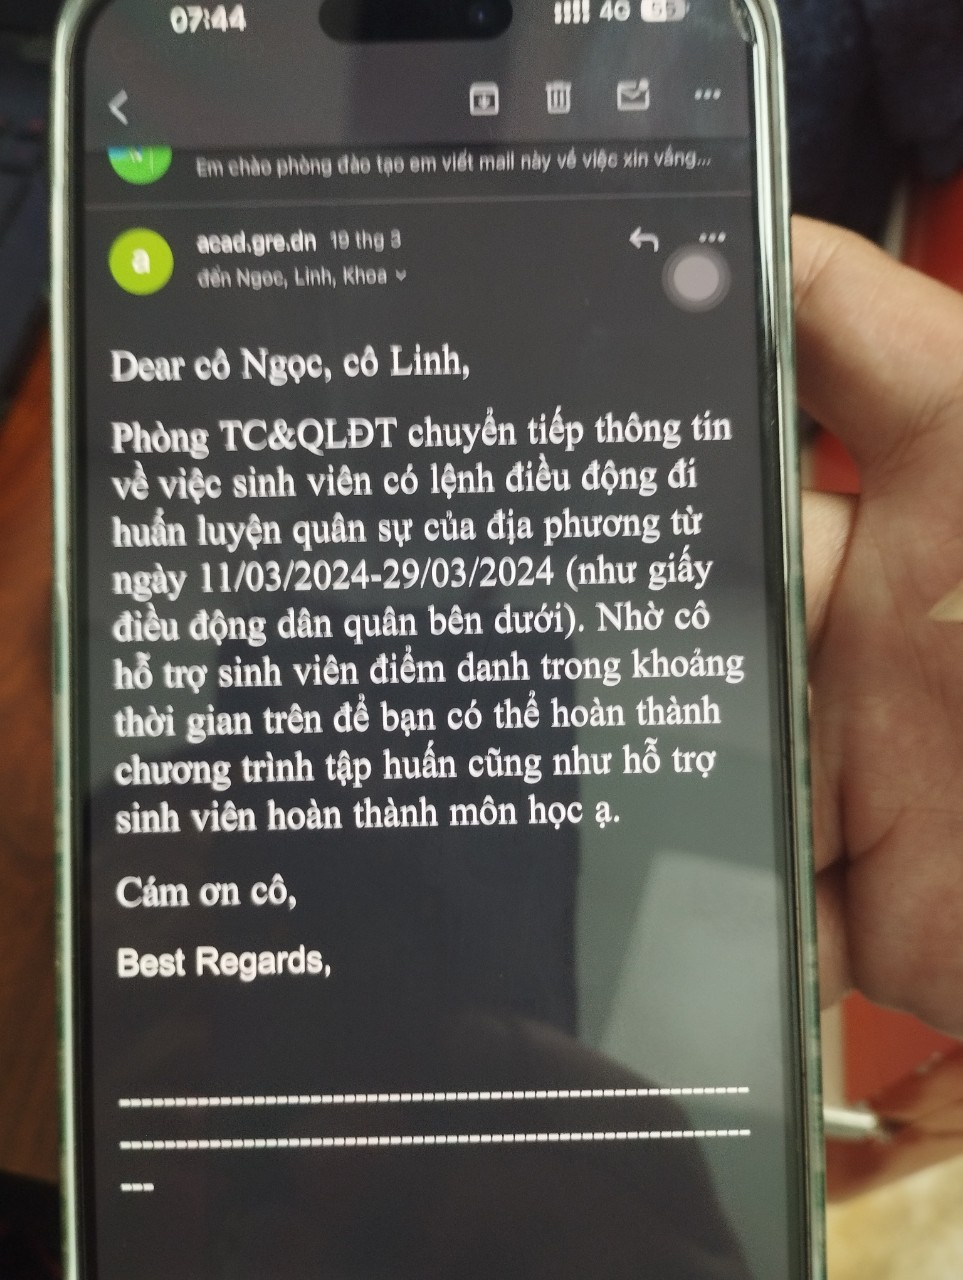 07:44
4G
Em chào phòng đào tạo em viết mail này về việc xin vắng...
acad.gre.dn 19 thg 3
đến Ngọc, Linh, Khoa
a
Dear cô Ngọc, cô Linh,
Phòng TC&QLĐT chuyển tiếp thông tin
về việc sinh viên có lệnh điều động đi
huấn luyện quân sự của địa phương từ
ngày 11/03/2024-29/03/2024 (như giấy
điều động dân quân bên dưới). Nhờ cô
hỗ trợ sinh viên điểm danh trong khoảng
thời gian trên để bạn có thể hoàn thành
chương trình tập huấn cũng như hỗ trợ
sinh viên hoàn thành môn học ạ.
Cám ơn cô,
Best Regards,